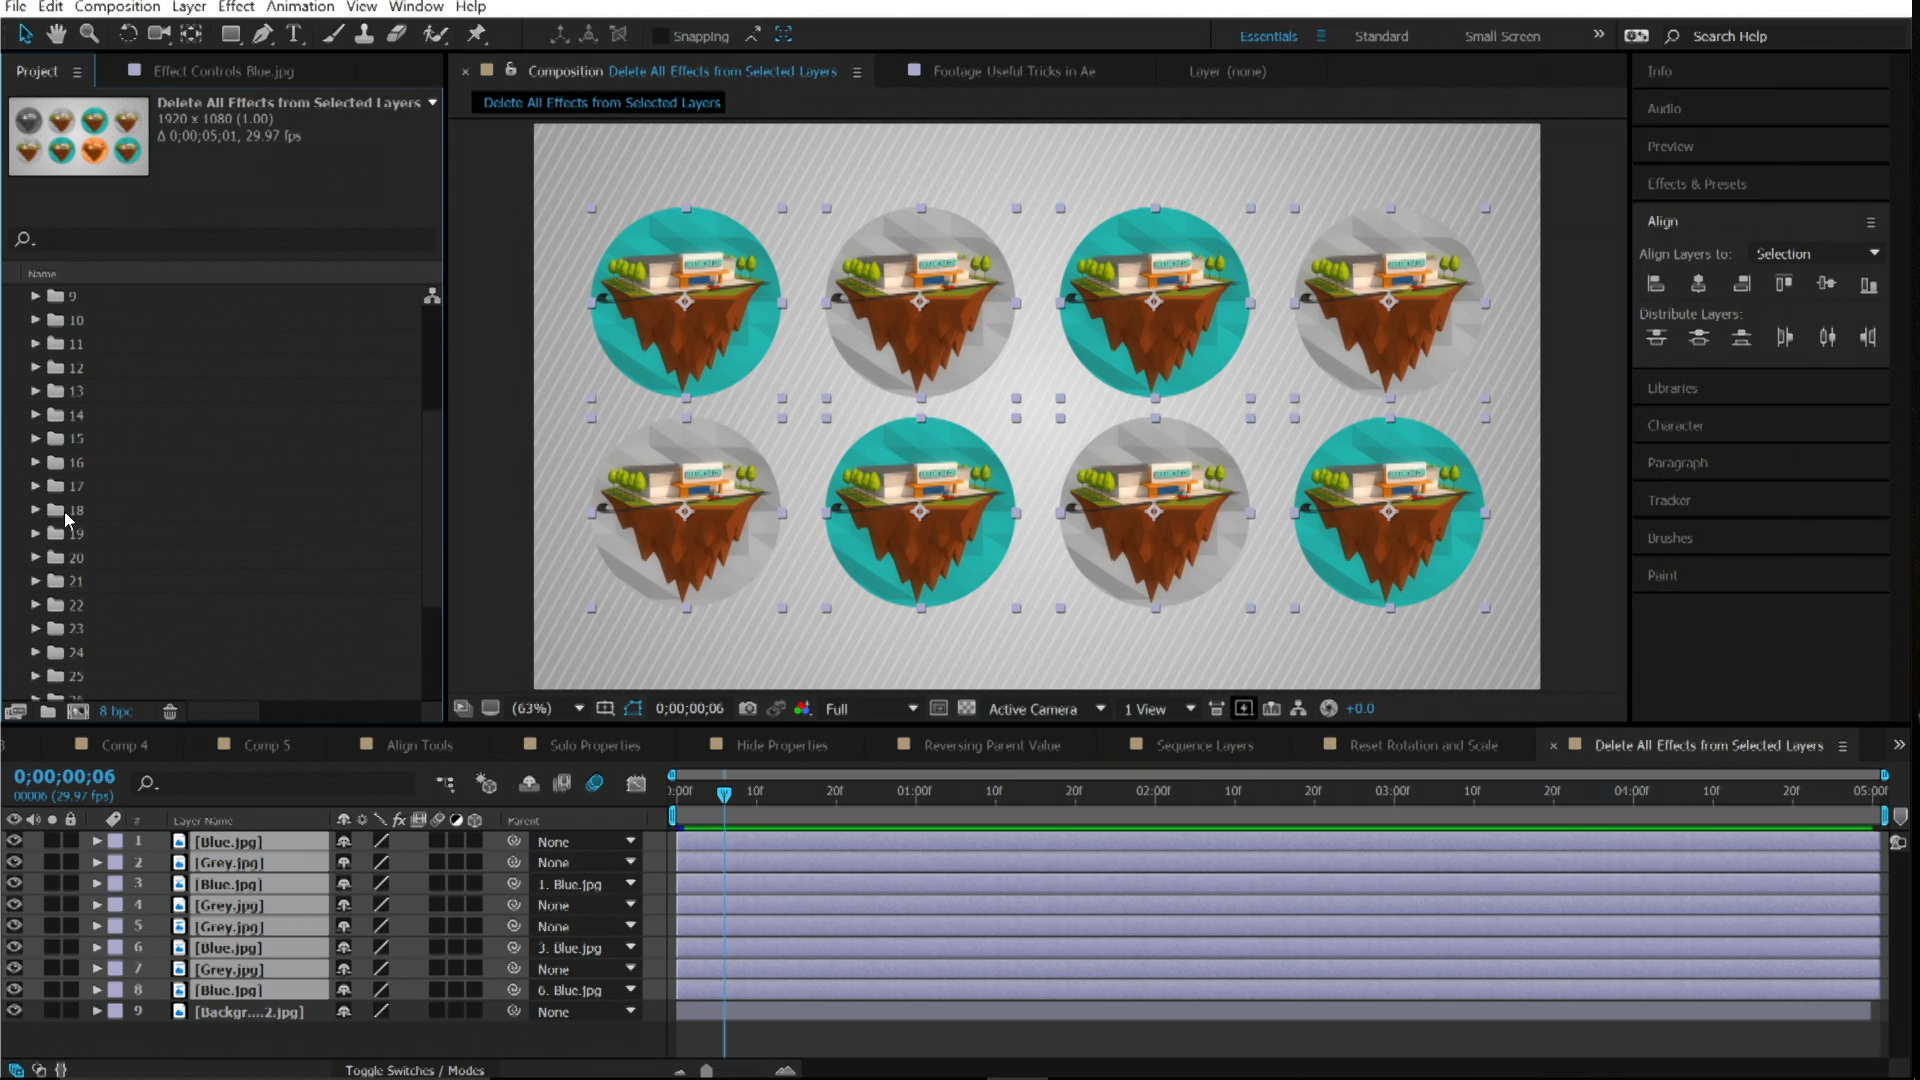 File Edit Composition Layer Effect Animation View Window Help
Snapping
Essentials Standard Small Screen Search Help
Project Effect Controls Blue.jpg
Composition Delete All Effects from Selected Layers
Footage Useful Tricks in Ae
Layer (none)
Delete All Effects from Selected Layers
Delete All Effects from Selected Layers
1920 x 1080 (1.00)
Δ 0;00;05;01, 29.97 fps
Name
9
10
11
12
13
14
15
16
17
18
19
20
21
22
23
24
25
8 bpc
Info
Audio
Preview
Effects & Presets
Align
Align Layers to: Selection
Distribute Layers:
Libraries
Character
Paragraph
Tracker
Brushes
Paint
(63%) 0;00;00;06 Full Active Camera 1 View +0.0
Comp 4 Comp 5 Align Tools Solo Properties Hide Properties Reversing Parent Value Sequence Layers Reset Rotation and Scale Delete All Effects from Selected Layers
0;00;00;06
00006 (29.97 fps)
:00f 10f 20f 01:00f 10f 20f 02:00f 10f 20f 03:00f 10f 20f 04:00f 10f 20f 05:00f
# Layer Name fx Parent
1 [Blue.jpg] None
2 [Grey.jpg] None
3 [Blue.jpg] 1. Blue.jpg
4 [Grey.jpg] None
5 [Grey.jpg] None
6 [Blue.jpg] 3. Blue.jpg
7 [Grey.jpg] None
8 [Blue.jpg] 6. Blue.jpg
9 [Backgr....2.jpg] None
Toggle Switches / Modes